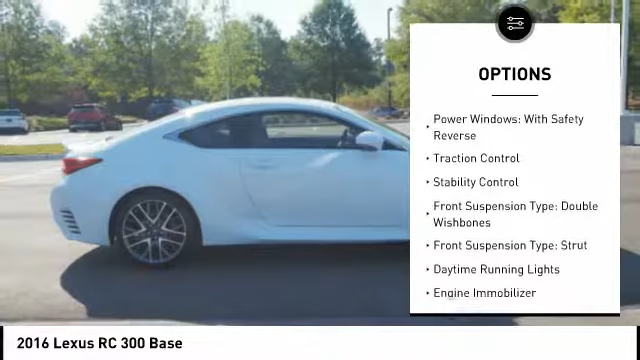 OPTIONS
Power Windows: With Safety
Reverse
Traction Control
Stability Control
Front Suspension Type: Double
Wishbones
Front Suspension Type: Strut
Daytime Running Lights
Engine Immobilizer
2016 Lexus RC 300 Base